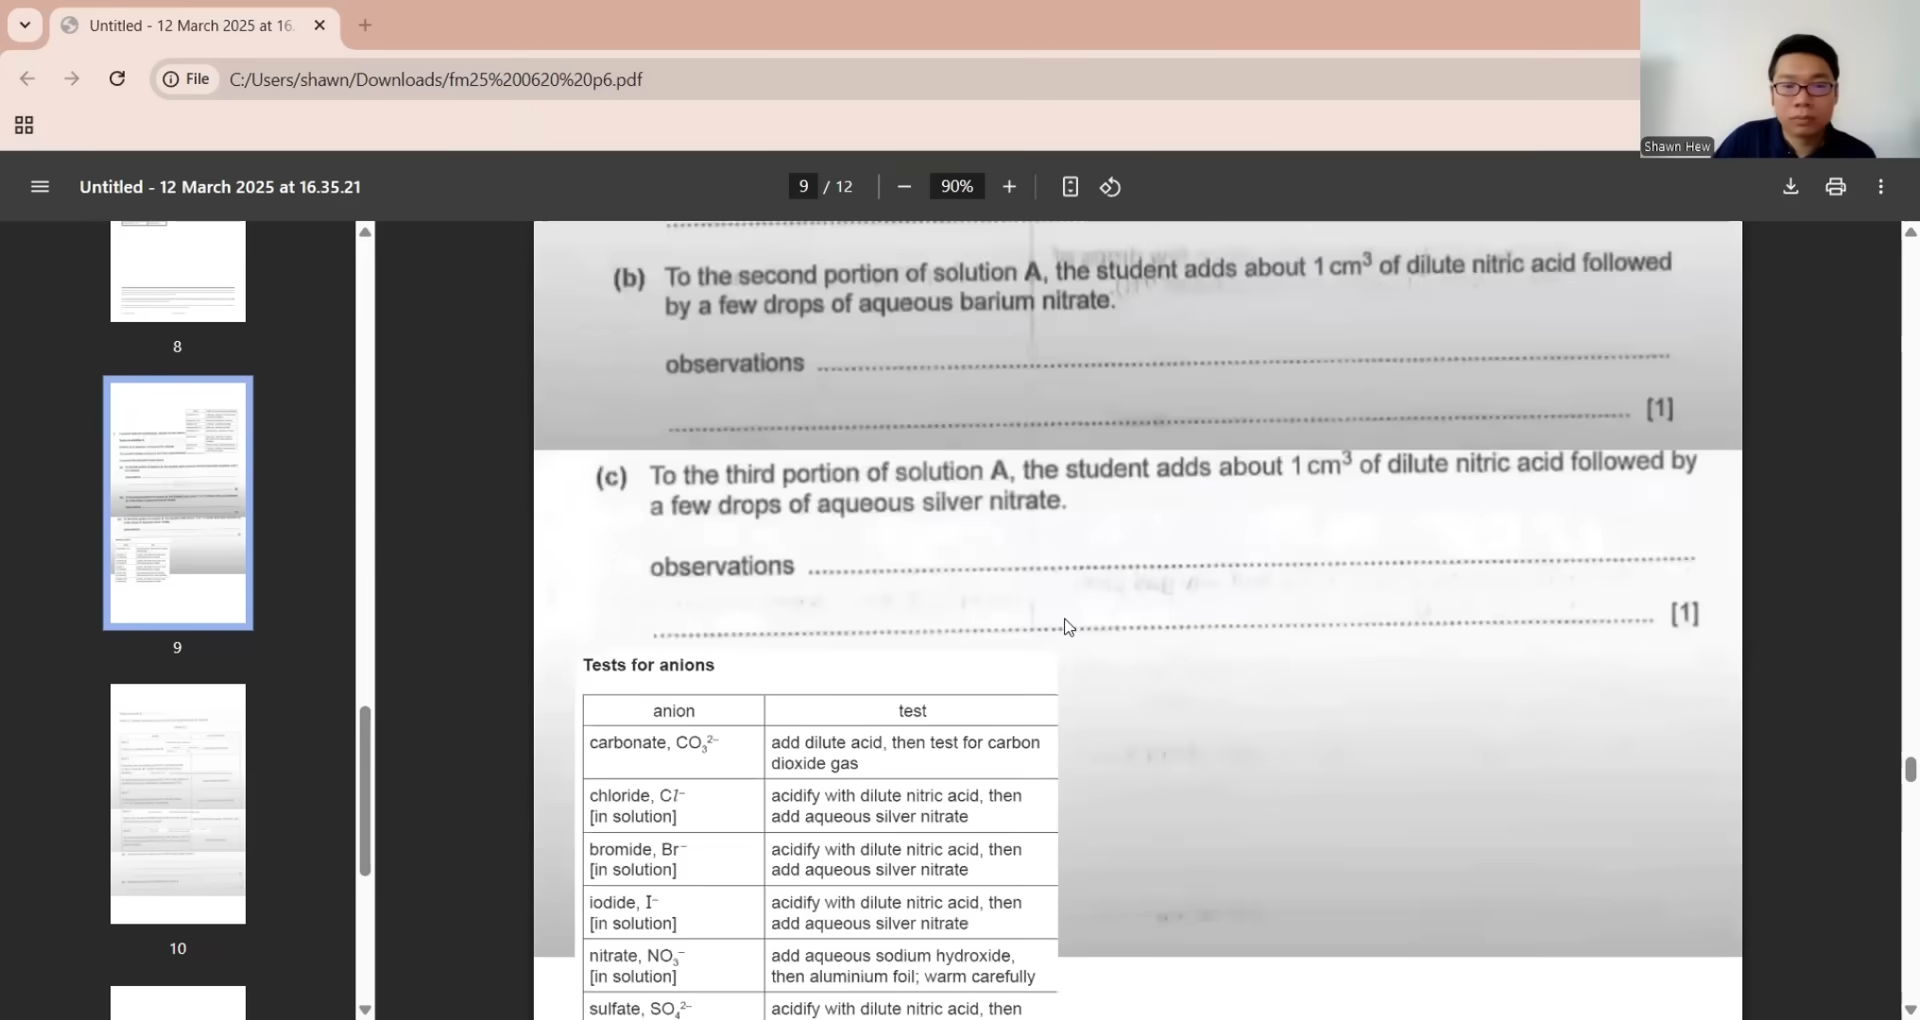 Untitled - 12 March 2025 at 16.
File
C:/Users/shawn/Downloads/fm25%200620%20p6.pdf
Shawn Hew
Untitled - 12 March 2025 at 16.35.21
9 / 12
90%
8
9
10
(b) To the second portion of solution A, the student adds about 1 cm³ of dilute nitric acid followed
by a few drops of aqueous barium nitrate.
observations
[1]
(c) To the third portion of solution A, the student adds about 1 cm³ of dilute nitric acid followed by
a few drops of aqueous silver nitrate.
observations
[1]
Tests for anions
anion test
carbonate, CO₃²⁻ add dilute acid, then test for carbon
dioxide gas
chloride, Cl⁻ acidify with dilute nitric acid, then
[in solution] add aqueous silver nitrate
bromide, Br⁻ acidify with dilute nitric acid, then
[in solution] add aqueous silver nitrate
iodide, I⁻ acidify with dilute nitric acid, then
[in solution] add aqueous silver nitrate
nitrate, NO₃⁻ add aqueous sodium hydroxide,
[in solution] then aluminium foil; warm carefully
sulfate, SO₄²⁻ acidify with dilute nitric acid, then